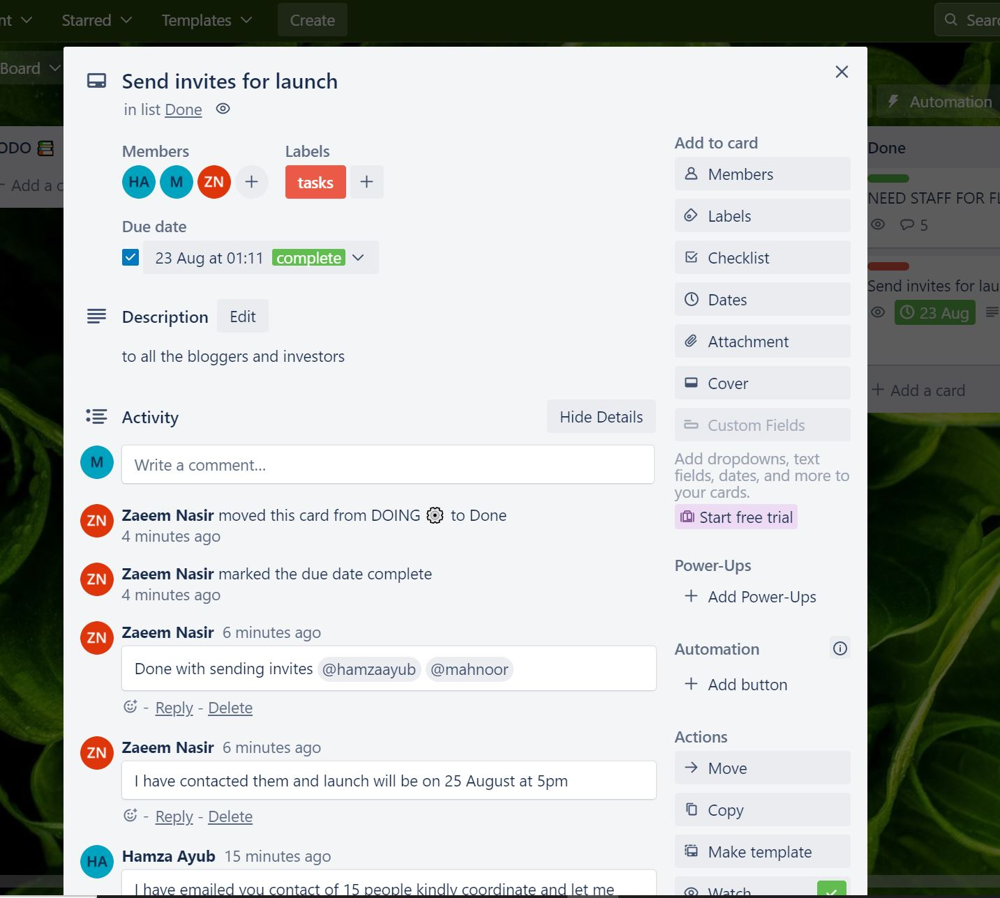 nt
Starred
Templates
Create
Board
Automation
Send invites for launch
in list Done
Members
HA M ZN
Labels
tasks
Due date
23 Aug at 01:11 complete
Description Edit
to all the bloggers and investors
Activity
Hide Details
M
Write a comment...
ZN
Zaeem Nasir moved this card from DOING to Done
4 minutes ago
ZN
Zaeem Nasir marked the due date complete
4 minutes ago
ZN
Zaeem Nasir 6 minutes ago
Done with sending invites @hamzaayub @mahnoor
- Reply - Delete
ZN
Zaeem Nasir 6 minutes ago
I have contacted them and launch will be on 25 August at 5pm
- Reply - Delete
HA
Hamza Ayub 15 minutes ago
I have emailed you contact of 15 people kindly coordinate and let me
Add to card
Members
Labels
Checklist
Dates
Attachment
Cover
Custom Fields
Add dropdowns, text
fields, dates, and more to
your cards.
Start free trial
Power-Ups
+ Add Power-Ups
Automation
+ Add button
Actions
Move
Copy
Make template
Watch
ODO
Add a c
Done
NEED STAFF FOR
5
Send invites for lau
23 Aug
+ Add a card
Sear